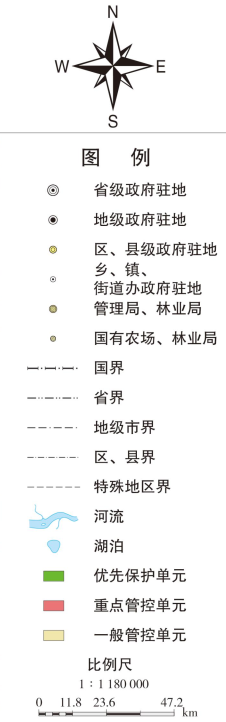 N
W E
S
图 例
省级政府驻地
地级政府驻地
区、县级政府驻地
乡、镇、
街道办政府驻地
管理局、林业局
国有农场、林业局
国界
省界
地级市界
区、县界
特殊地区界
河流
湖泊
优先保护单元
重点管控单元
一般管控单元
比例尺
1：1 180 000
0 11.8 23.6 47.2
km